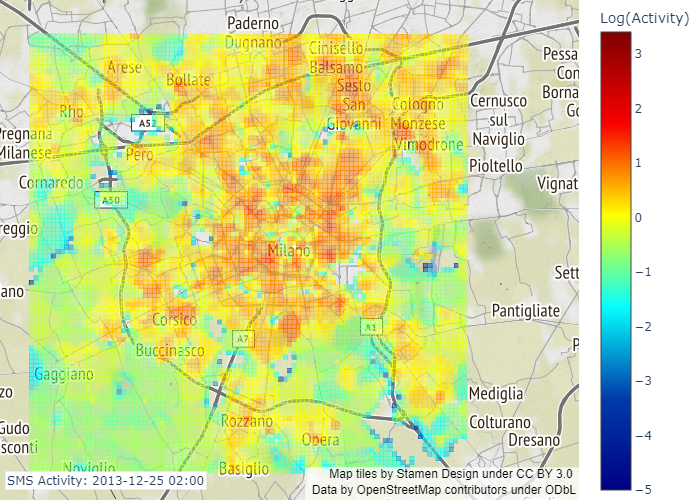 Log(Activity)
Paderno
Dugnano
Cinisello
Balsamo
Arese
Bollate
Sesto
San
Giovanni
Rho
Cologno
Monzese
Vimodrone
A52
Pero
Pregnana
Milanese
Cornaredo
A50
Cernusco
sul
Naviglio
Pioltello
Pessa
Con
Borna
Go
Vignat
reggio
Milano
ano
Sett
Pantigliate
P
Corsico
A7
A1
Buccinasco
Gaggiano
zo
Gudo
sconti
Rozzano
Opera
Mediglia
Colturano
Dresano
Noviglio
Basiglio
3
2
1
0
−1
−2
−3
−4
−5
SMS Activity: 2013-12-25 02:00
Map tiles by Stamen Design under CC BY 3.0
Data by OpenStreetMap contributors under ODbL